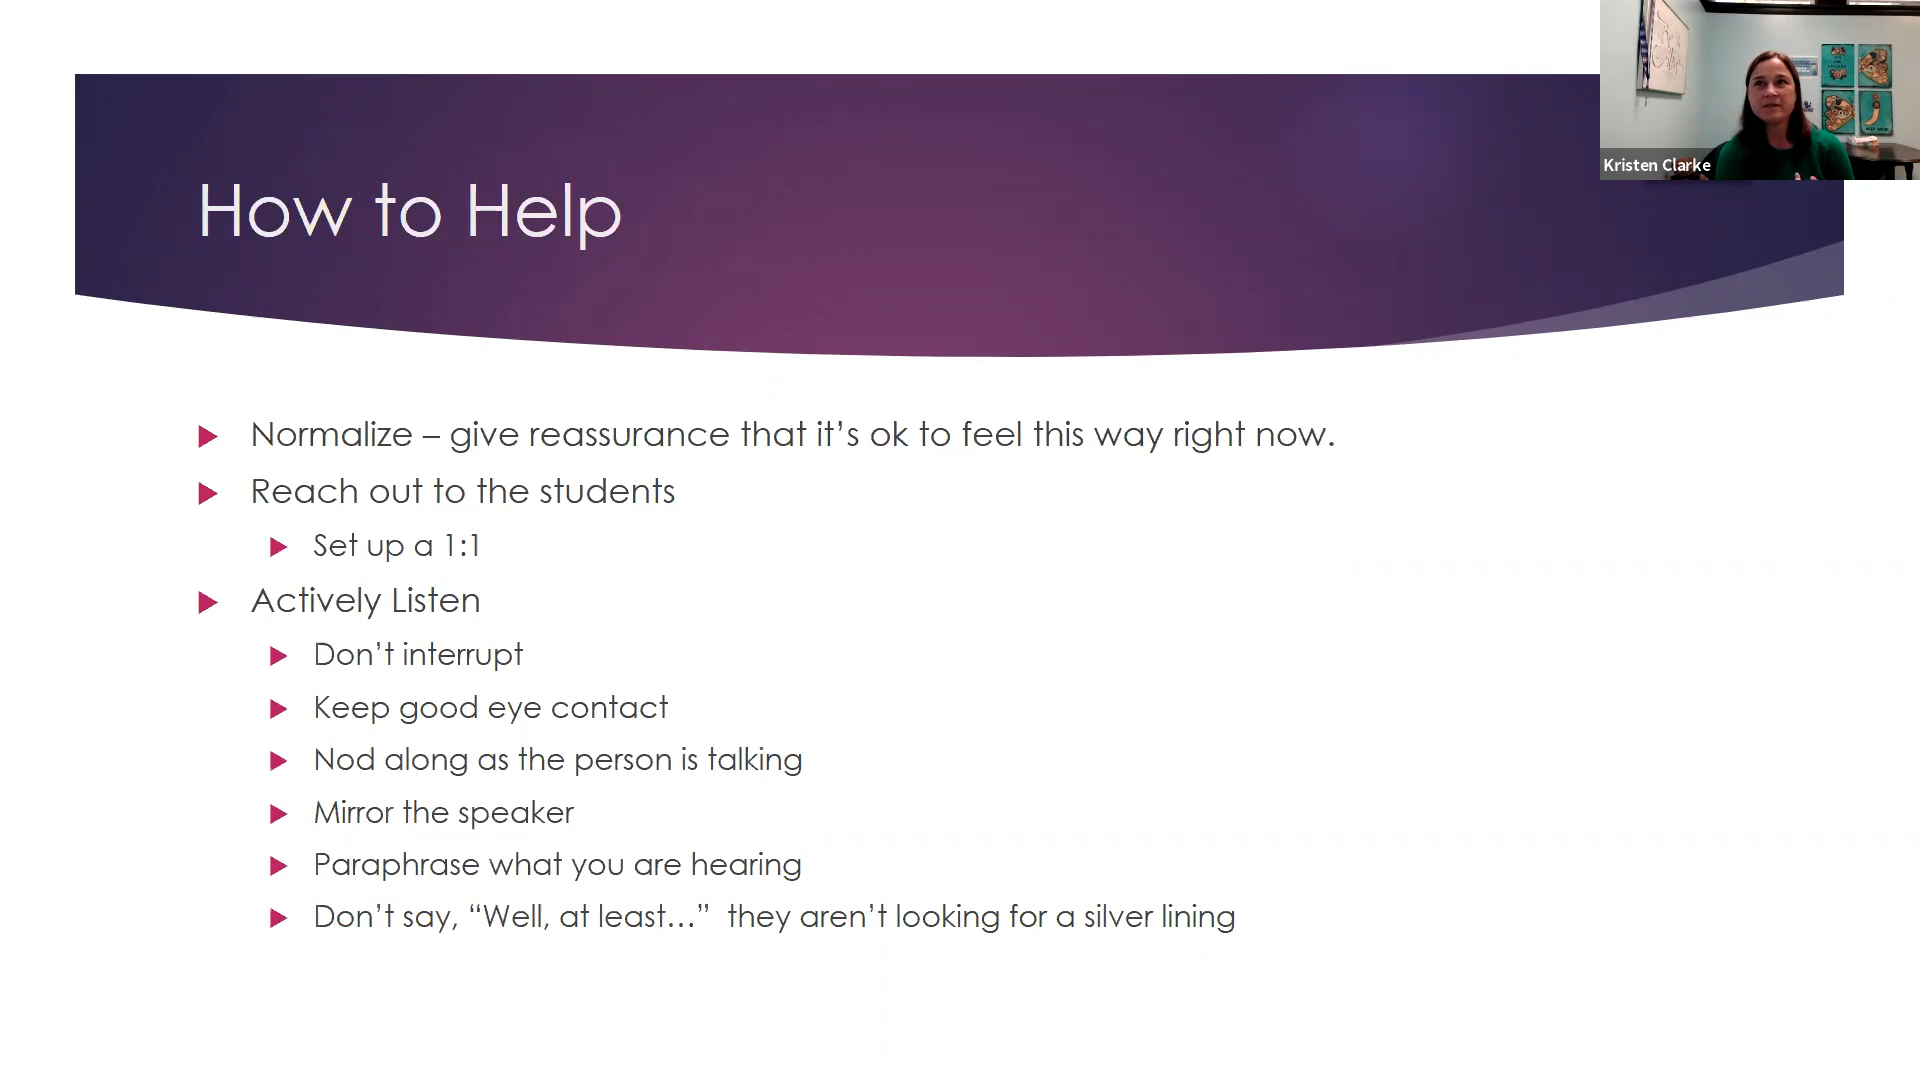 How to Help
Kristen Clarke
Normalize – give reassurance that it’s ok to feel this way right now.
Reach out to the students
Set up a 1:1
Actively Listen
Don’t interrupt
Keep good eye contact
Nod along as the person is talking
Mirror the speaker
Paraphrase what you are hearing
Don’t say, “Well, at least…”  they aren’t looking for a silver lining